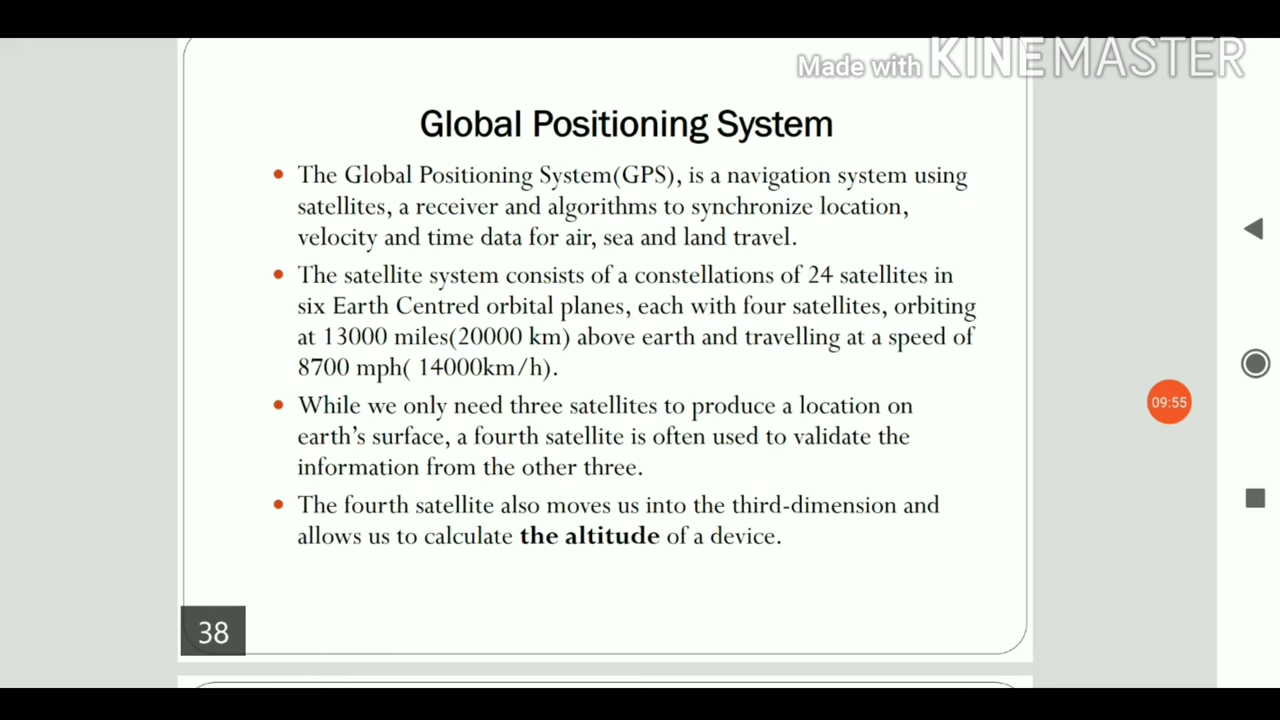 Made with KINEMASTER
Global Positioning System
• The Global Positioning System(GPS), is a navigation system using
satellites, a receiver and algorithms to synchronize location,
velocity and time data for air, sea and land travel.
• The satellite system consists of a constellations of 24 satellites in
six Earth Centred orbital planes, each with four satellites, orbiting
at 13000 miles(20000 km) above earth and travelling at a speed of
8700 mph( 14000km/h).
• While we only need three satellites to produce a location on
earth's surface, a fourth satellite is often used to validate the
information from the other three.
• The fourth satellite also moves us into the third-dimension and
allows us to calculate the altitude of a device.
09:55
38